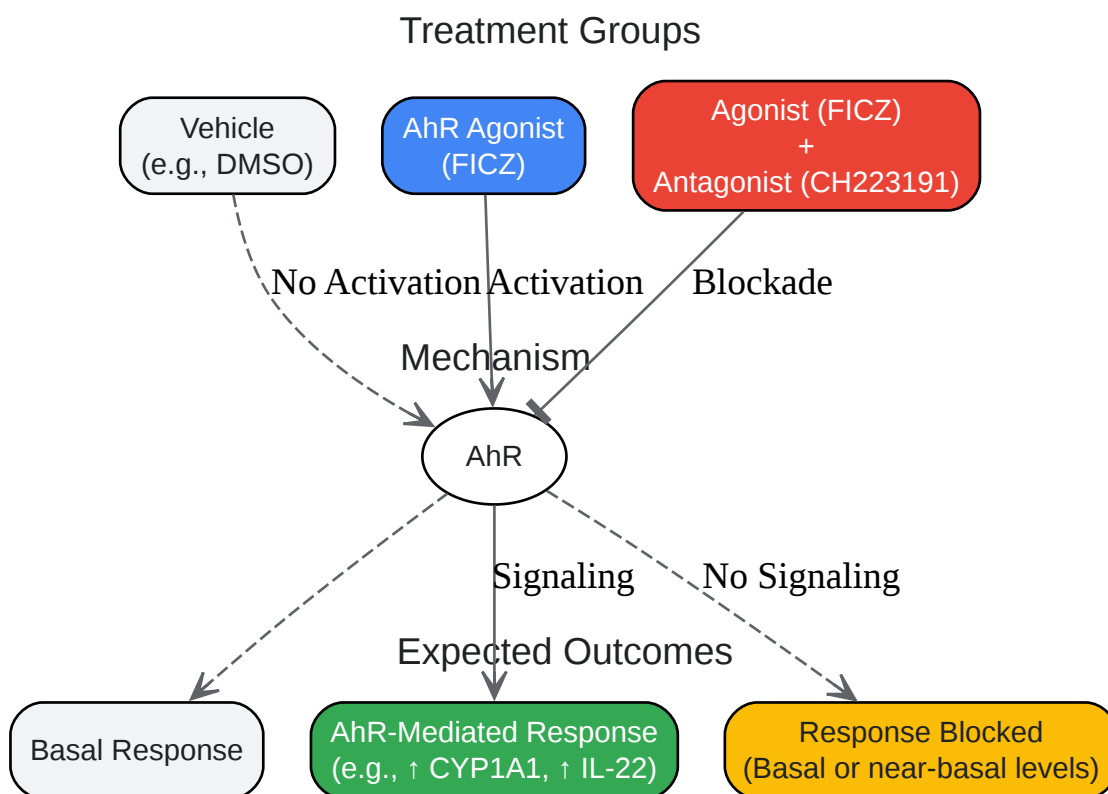 Treatment Groups
Vehicle
(e.g., DMSO)
AhR Agonist
(FICZ)
Agonist (FICZ)
+
Antagonist (CH223191)
No Activation
Activation
Blockade
Mechanism
AhR
Signaling
No Signaling
Expected Outcomes
Basal Response
AhR-Mediated Response
(e.g., ↑ CYP1A1, ↑ IL-22)
Response Blocked
(Basal or near-basal levels)